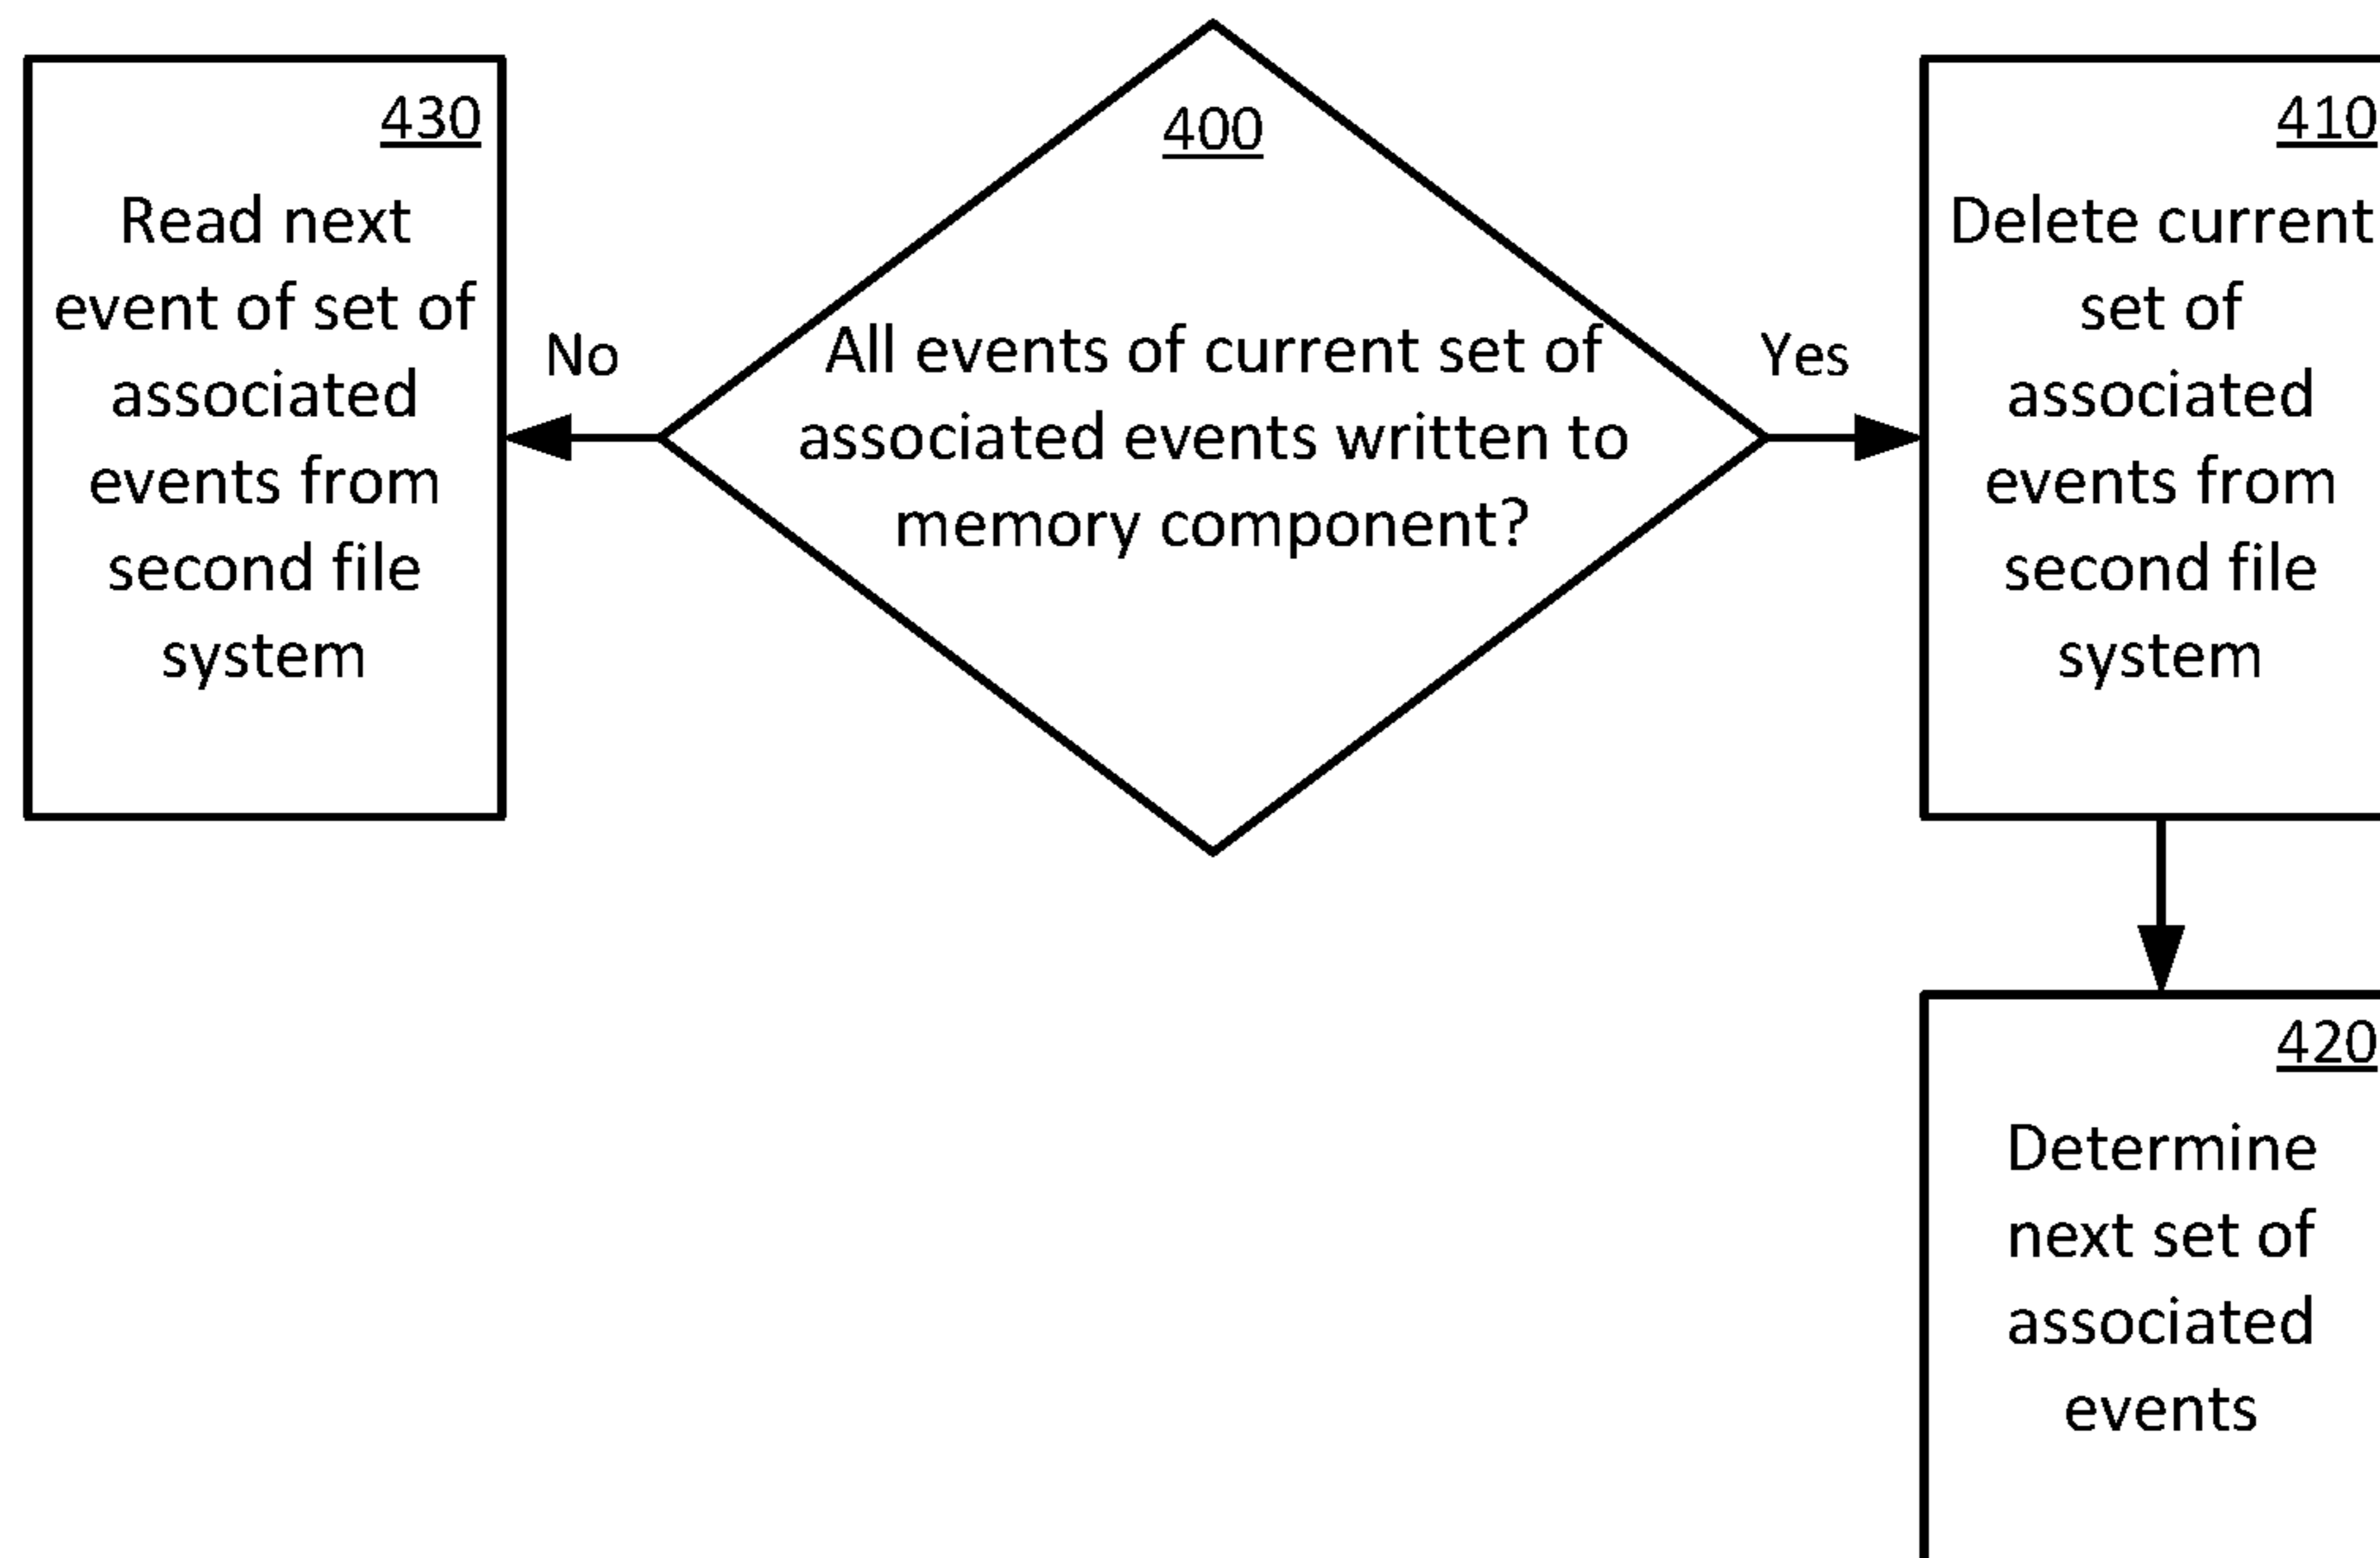 430
Read next
event of set of
associated
events from
second file
system
No
400
All events of current set of
associated events written to
memory component?
Yes
410
Delete current
set of
associated
events from
second file
system
420
Determine
next set of
associated
events